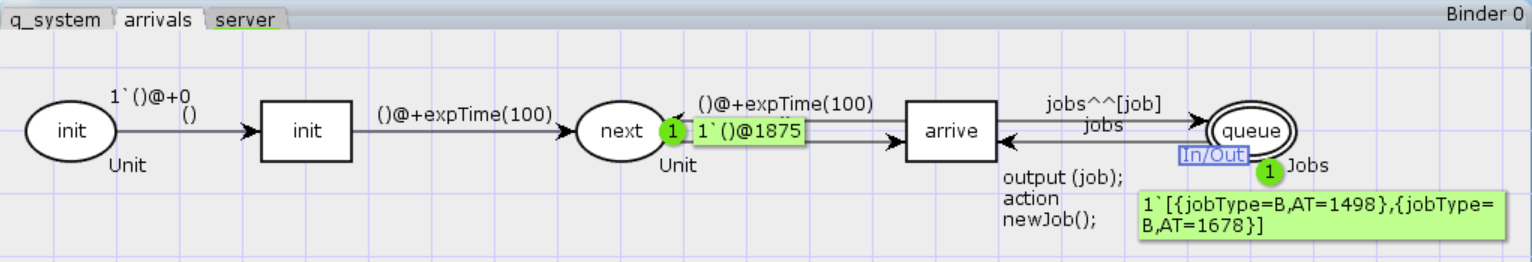 q_system arrivals server Binder 0
1`()@+0
()
init
Unit
init
()@+expTime(100)
next
1 1`()@1875
Unit
()@+expTime(100)
arrive
output (job);
action
newJob();
jobs^^[job]
jobs
queue
In/Out
1 Jobs
1`[{jobType=B,AT=1498},{jobType=
B,AT=1678}]